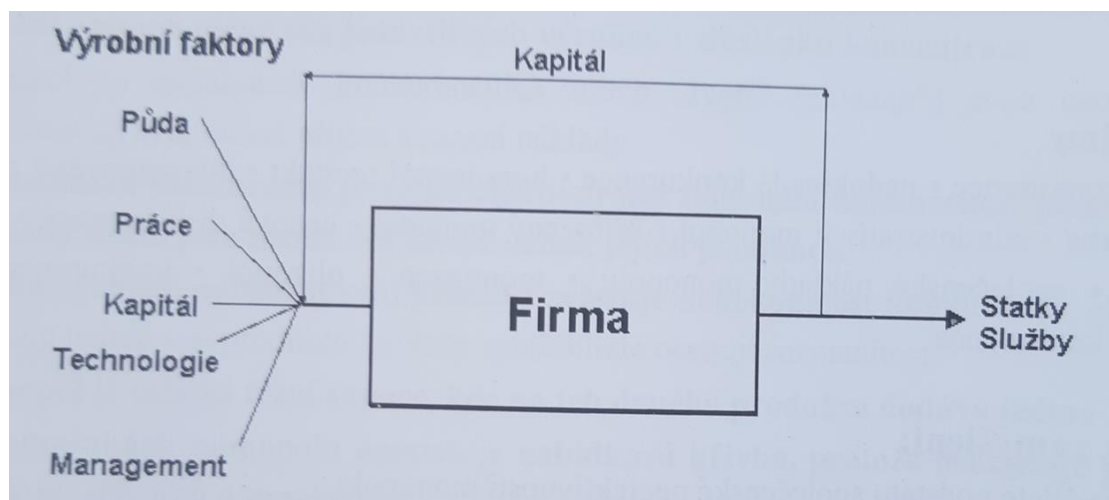 Výrobní faktory
Kapitál
Půda
Práce
Kapitál
Technologie
Management
Firma
Statky
Služby